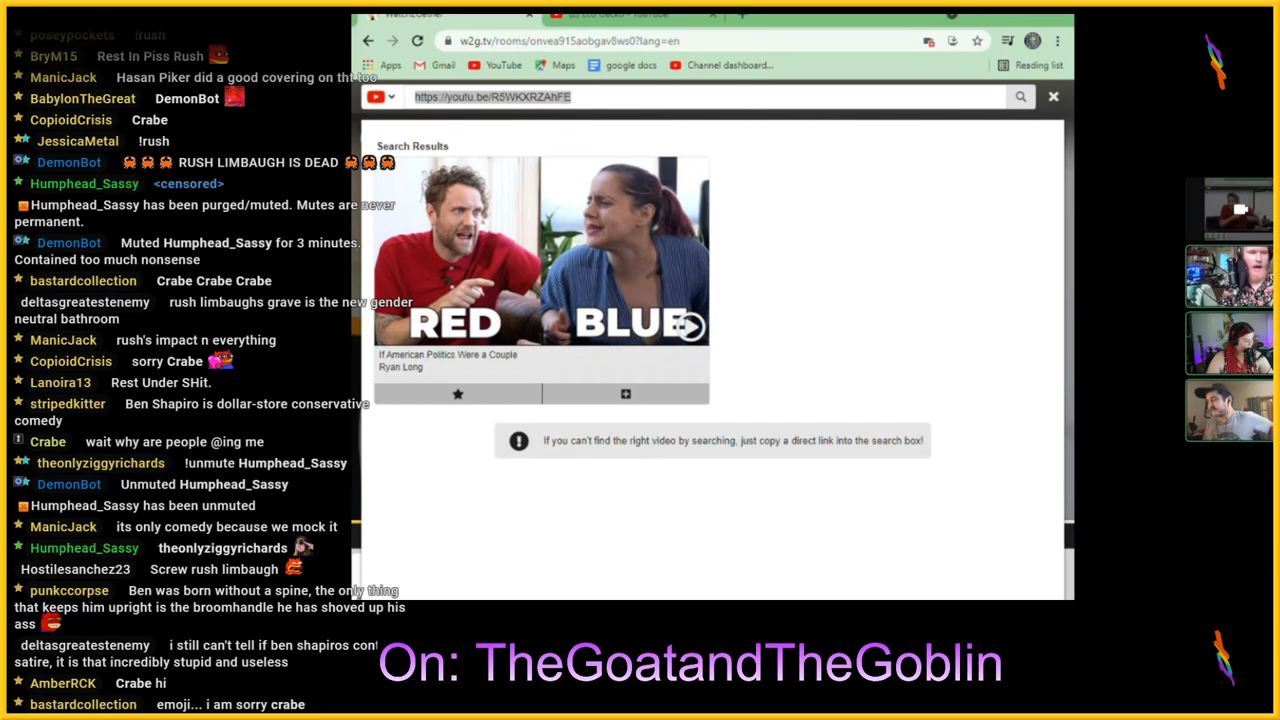 poseypockets !rush
BryM15 Rest In Piss Rush
ManicJack Hasan Piker did a good covering on tht too
BabylonTheGreat DemonBot
CopioidCrisis Crabe
JessicaMetal !rush
DemonBot 🦀 🦀 🦀 RUSH LIMBAUGH IS DEAD 🦀 🦀 🦀
Humphead_Sassy <censored>
Humphead_Sassy has been purged/muted. Mutes are never
permanent.
DemonBot Muted Humphead_Sassy for 3 minutes.
Contained too much nonsense
bastardcollection Crabe Crabe Crabe
deltasgreatestenemy rush limbaughs grave is the new gender
neutral bathroom
ManicJack rush's impact n everything
CopioidCrisis sorry Crabe
Lanoira13 Rest Under SHit.
stripedkitter Ben Shapiro is dollar-store conservative
comedy
Crabe wait why are people @ing me
theonlyziggyrichards !unmute Humphead_Sassy
DemonBot Unmuted Humphead_Sassy
Humphead_Sassy has been unmuted
ManicJack its only comedy because we mock it
Humphead_Sassy theonlyziggyrichards
Hostilesanchez23 Screw rush limbaugh
punkccorpse Ben was born without a spine, the only thing
that keeps him upright is the broomhandle he has shoved up his
ass
deltasgreatestenemy i still can't tell if ben shapiros cont
satire, it is that incredibly stupid and useless
AmberRCK Crabe hi
bastardcollection emoji... i am sorry crabe
w2g.tv/rooms/onvea915aobgav8ws0?lang=en
Apps Gmail YouTube Maps google docs Channel dashboard... Reading list
https://youtu.be/R5WKXRZAhFE
Search Results
RED BLUE
If American Politics Were a Couple
Ryan Long
If you can't find the right video by searching, just copy a direct link into the search box!
On: TheGoatandTheGoblin